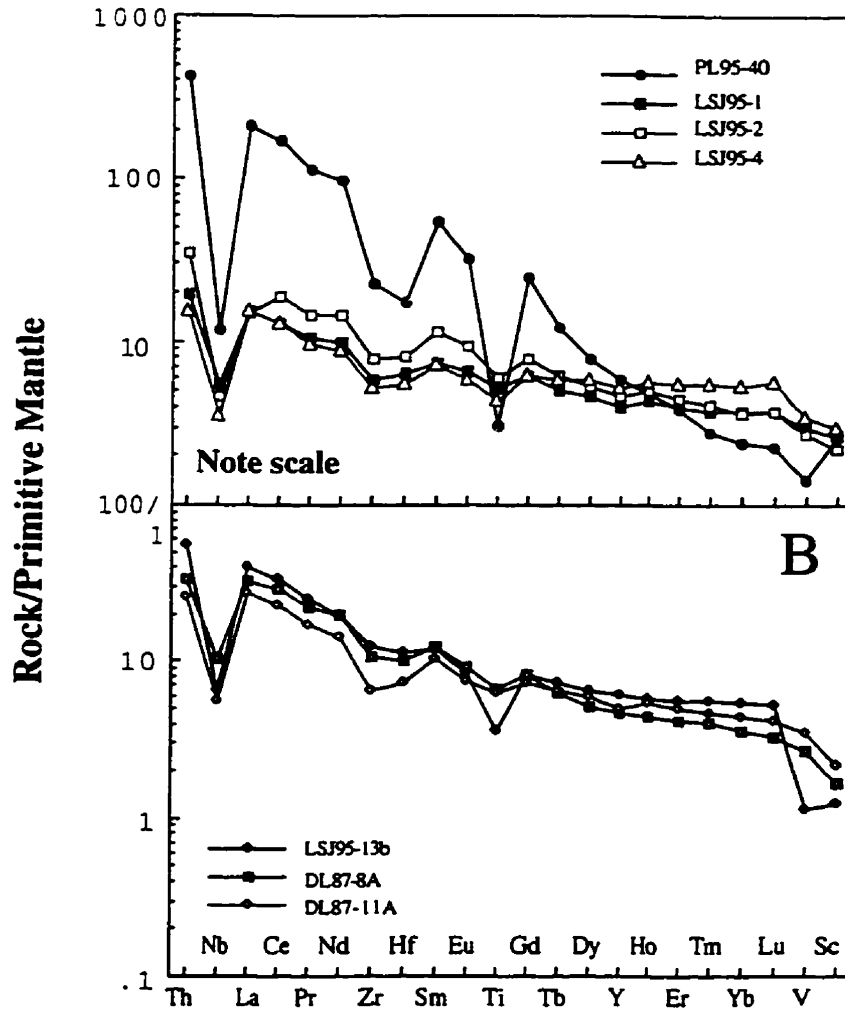 1000
PL95-40
LSJ95-1
LSJ95-2
LSJ95-4
100
10
Rock/Primitive Mantle
Note scale
100/
1
B
10
1
LSJ95-13b
DL87-8A
DL87-11A
Nb Ce Nd Hf Eu Gd Dy Ho Tm Lu Sc
.1
Th La Pr Zr Sm Ti Tb Y Er Yb V